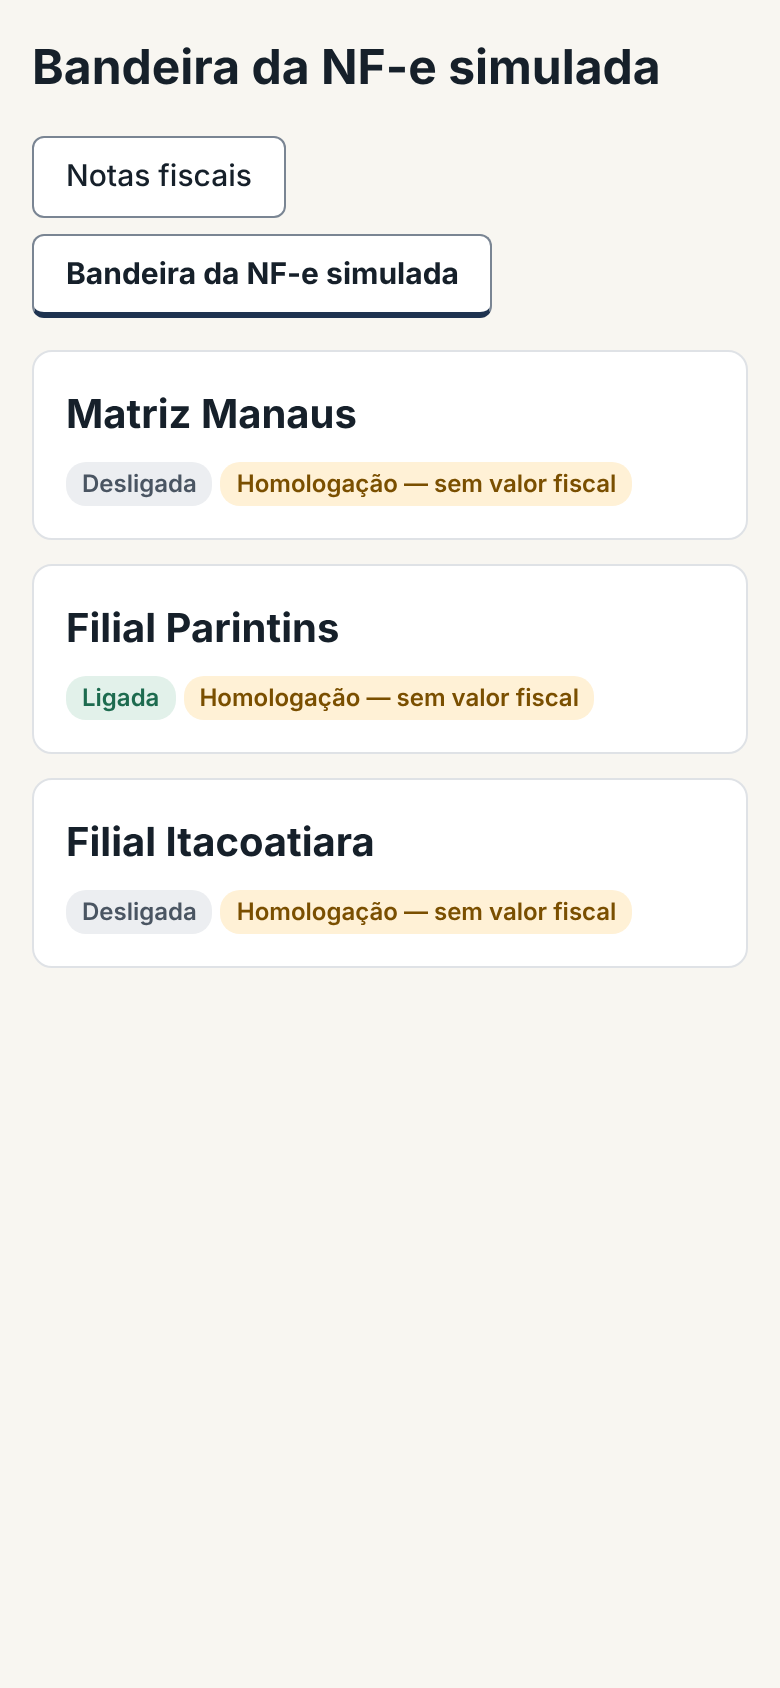 Bandeira da NF-e simulada
Notas fiscais
Bandeira da NF-e simulada
Matriz Manaus
Desligada Homologação — sem valor fiscal
Filial Parintins
Ligada Homologação — sem valor fiscal
Filial Itacoatiara
Desligada Homologação — sem valor fiscal